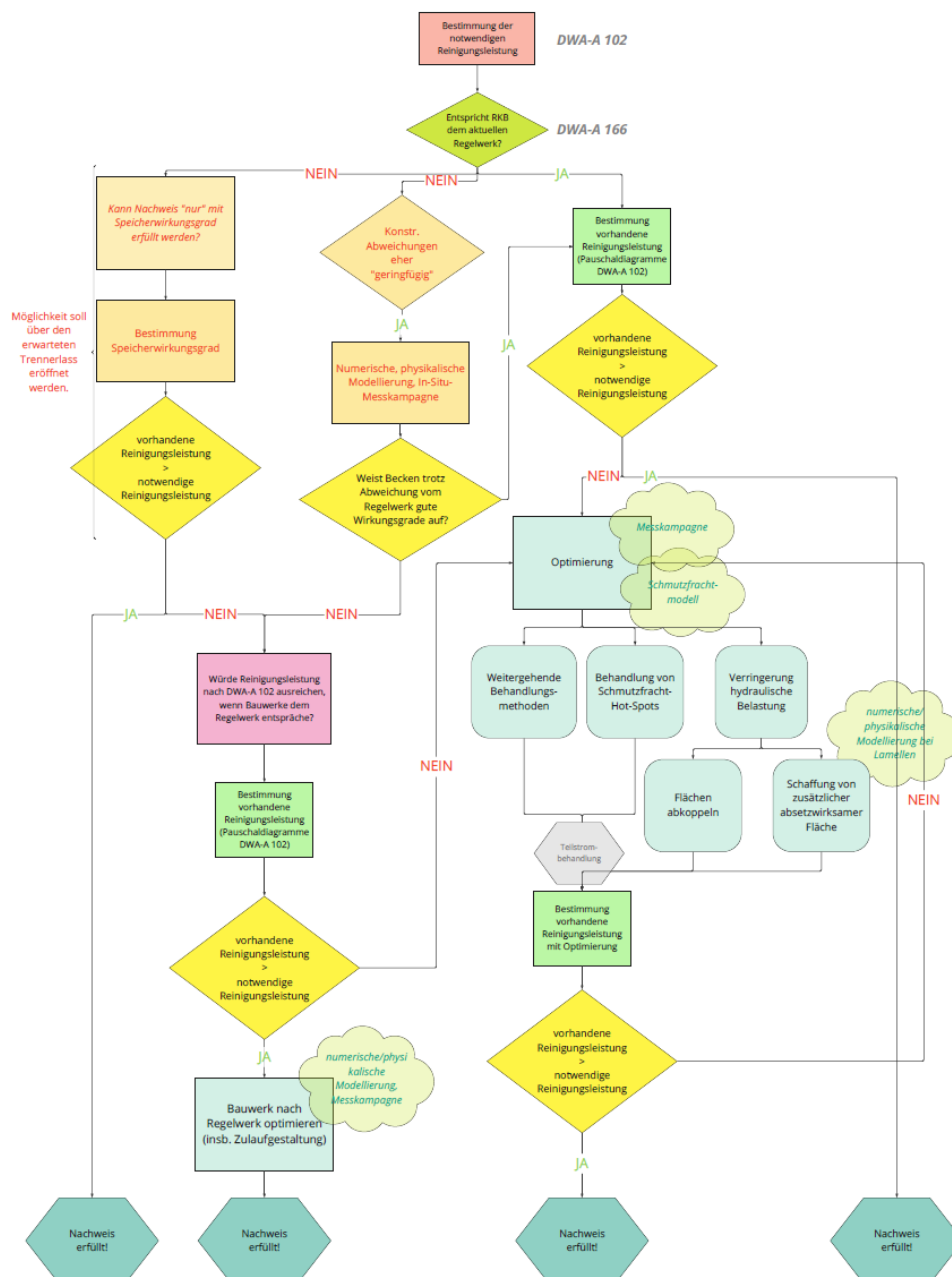 Bestimmung der
notwendigen
Reinigungsleistung
DWA-A 102
Entspricht RKB
dem aktuellen
Regelwerk?
DWA-A 166
NEIN
NEIN
JA
Kann Nachweis "nur" mit
Speicherwirkungsgrad
erfüllt werden?
Konstr.
Abweichungen
eher
"geringfügig"
Bestimmung
vorhandene
Reinigungsleistung
(Pauschaldiagramme
DWA-A 102)
Möglichkeit soll
über den
erwarteten
Trennerlass
eröffnet
werden.
Bestimmung
Speicherwirkungsgrad
JA
JA
Numerische, physikalische
Modellierung, In-Situ-
Messkampagne
vorhandene
Reinigungsleistung
>
notwendige
Reinigungsleistung
vorhandene
Reinigungsleistung
>
notwendige
Reinigungsleistung
Weist Becken trotz
Abweichung vom
Regelwerk gute
Wirkungsgrade auf?
NEIN
JA
Messkampagne
Optimierung
Schmutzfracht-
modell
JA
NEIN
NEIN
Würde Reinigungsleistung
nach DWA-A 102 ausreichen,
wenn Bauwerke dem
Regelwerk entspräche?
Weitergehende
Behandlungs-
methoden
Behandlung von
Schmutzfracht-
Hot-Spots
Verringerung
hydraulische
Belastung
numerische/
physikalische
Modellierung bei
Lamellen
NEIN
NEIN
Bestimmung
vorhandene
Reinigungsleistung
(Pauschaldiagramme
DWA-A 102)
Flächen
abkoppeln
Schaffung von
zusätzlicher
absetzwirksamer
Fläche
Teilstrom-
behandlung
Bestimmung
vorhandene
Reinigungsleistung
mit Optimierung
vorhandene
Reinigungsleistung
>
notwendige
Reinigungsleistung
vorhandene
Reinigungsleistung
>
notwendige
Reinigungsleistung
JA
numerische/physi
kalische
Modellierung,
Messkampagne
Bauwerk nach
Regelwerk optimieren
(insb. Zulaufgestaltung)
JA
Nachweis
erfüllt!
Nachweis
erfüllt!
Nachweis
erfüllt!
Nachweis
erfüllt!